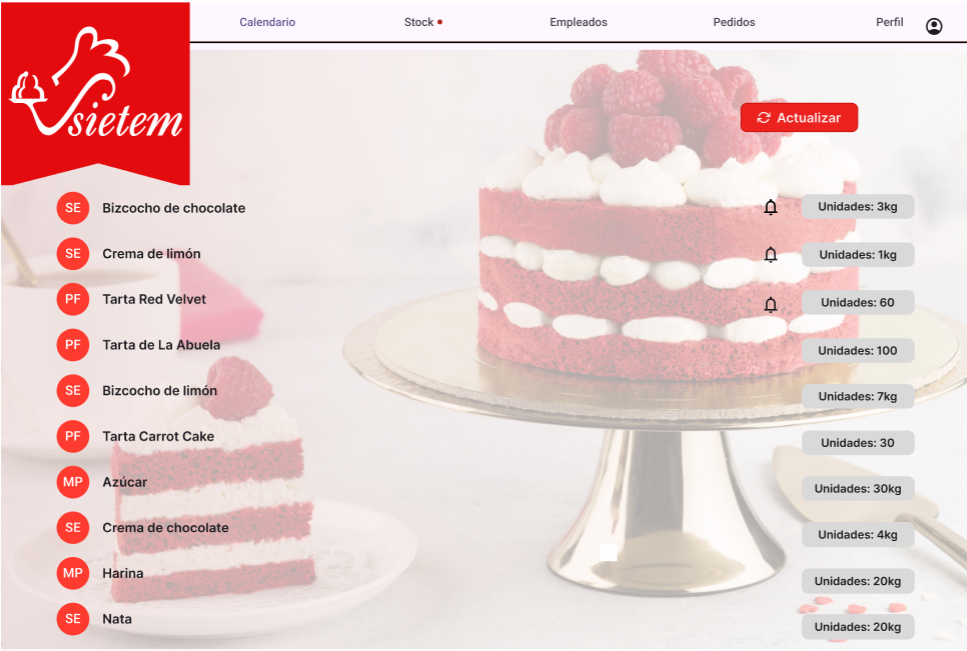 Calendario Stock Empleados Pedidos Perfil
sietem
Actualizar
SE Bizcocho de chocolate Unidades: 3kg
SE Crema de limón Unidades: 1kg
PF Tarta Red Velvet Unidades: 60
PF Tarta de La Abuela Unidades: 100
SE Bizcocho de limón Unidades: 7kg
PF Tarta Carrot Cake Unidades: 30
MP Azúcar Unidades: 30kg
SE Crema de chocolate Unidades: 4kg
MP Harina Unidades: 20kg
SE Nata Unidades: 20kg